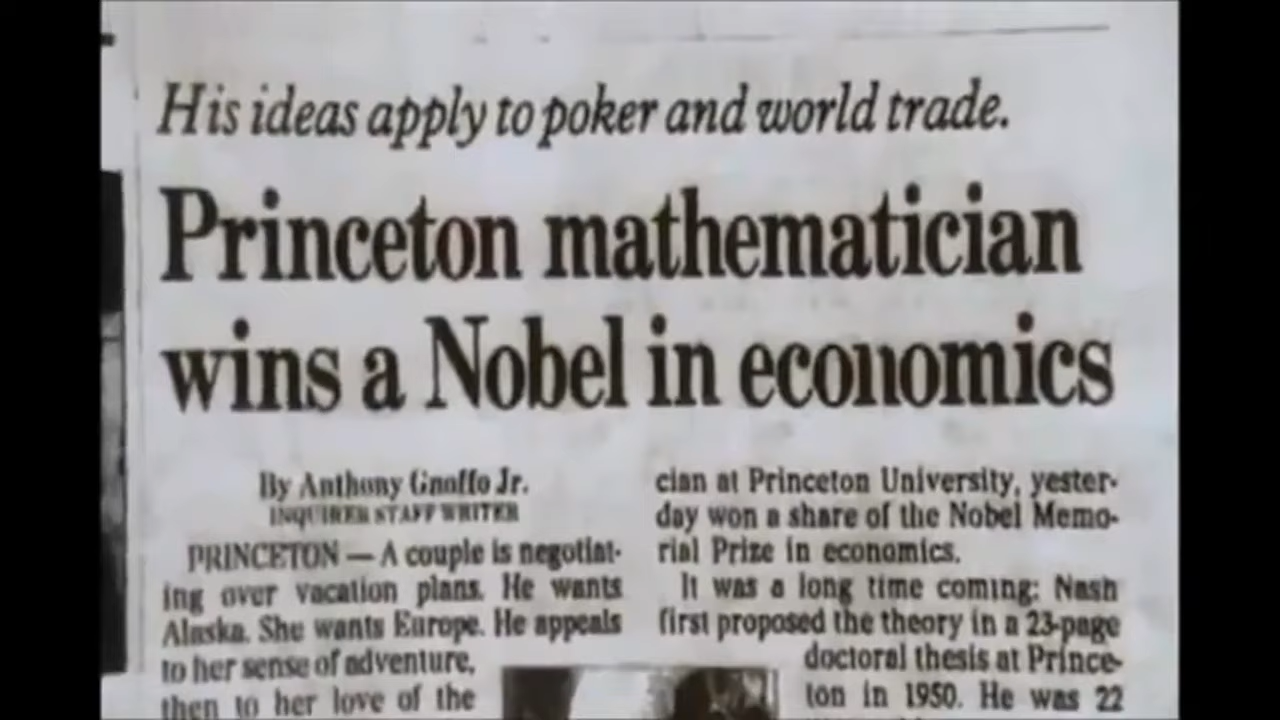 His ideas apply to poker and world trade.
Princeton mathematician
wins a Nobel in economics
By Anthony Gnoffo Jr.
INQUIRER STAFF WRITER
PRINCETON — A couple is negotiat-
ing over vacation plans. He wants
Alaska. She wants Europe. He appeals
to her sense of adventure,
then to her love of the
cian at Princeton University, yester-
day won a share of the Nobel Memo-
rial Prize in economics.
It was a long time coming: Nash
first proposed the theory in a 23-page
doctoral thesis at Prince-
ton in 1950. He was 22